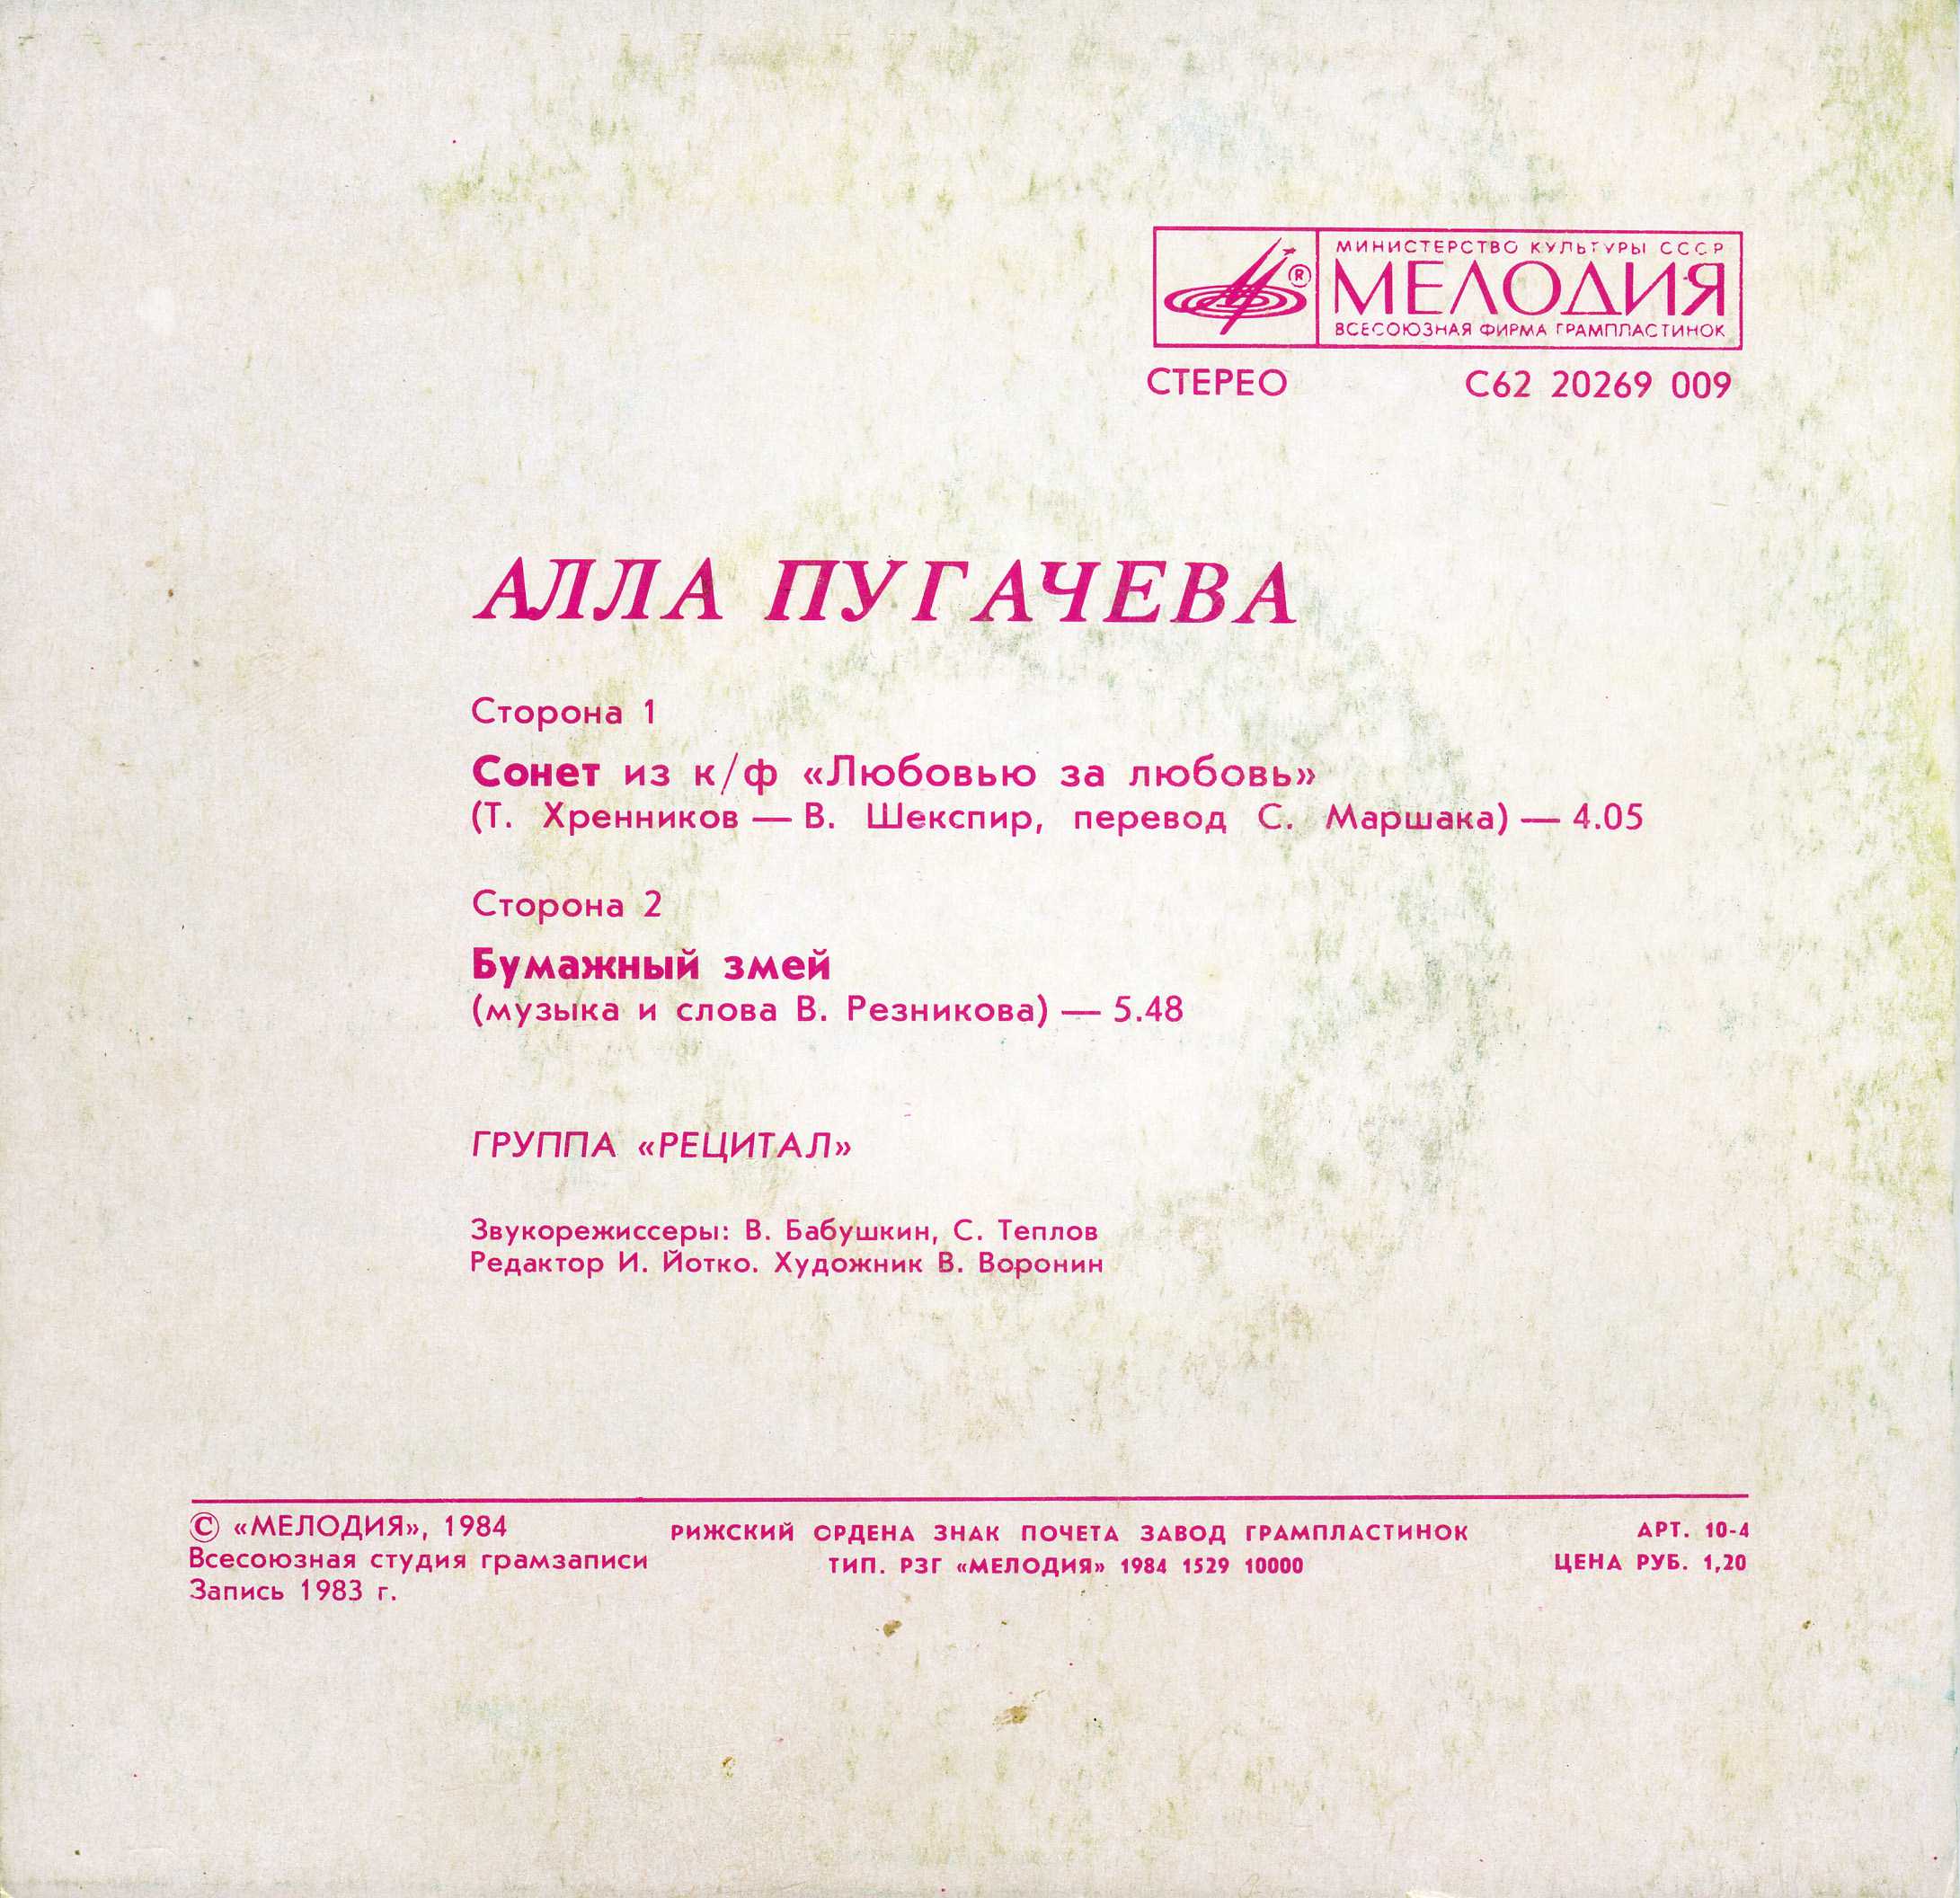 МИНИСТЕРСТВО КУЛЬТУРЫ СССР
МЕЛОДИЯ
ВСЕСОЮЗНАЯ ФИРМА ГРАМПЛАСТИНОК
®
СТЕРЕО С62 20269 009
АЛЛА ПУГАЧЕВА
Сторона 1
Сонет из к/ф «Любовью за любовь»
(Т. Хренников — В. Шекспир, перевод С. Маршака) — 4.05
Сторона 2
Бумажный змей
(музыка и слова В. Резникова) — 5.48
ГРУППА «РЕЦИТАЛ»
Звукорежиссеры: В. Бабушкин, С. Теплов
Редактор И. Йотко. Художник В. Воронин
© «МЕЛОДИЯ», 1984
Всесоюзная студия грамзаписи
Запись 1983 г.
РИЖСКИЙ ОРДЕНА ЗНАК ПОЧЕТА ЗАВОД ГРАМПЛАСТИНОК
ТИП. РЗГ «МЕЛОДИЯ» 1984 1529 10000
АРТ. 10-4
ЦЕНА РУБ. 1,20